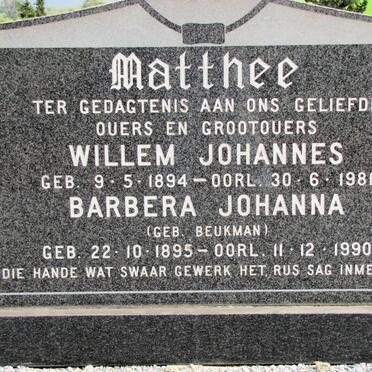 Matthee
TER GEDAGTENIS AAN ONS GELIEFDE
OUERS EN GROOTOUERS
WILLEM JOHANNES
GEB. 9·5·1894–OORL. 30·6·198
BARBERA JOHANNA
(GEB. BEUKMAN)
GEB. 22·10·1895–OORL. 11·12·1990
DIE HANDE WAT SWAAR GEWERK HET, RUS SAG